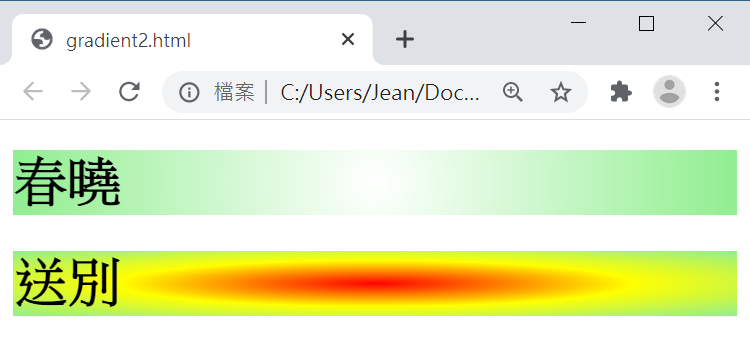 gradient2.html
檔案 | C:/Users/Jean/Doc...
春曉
送別